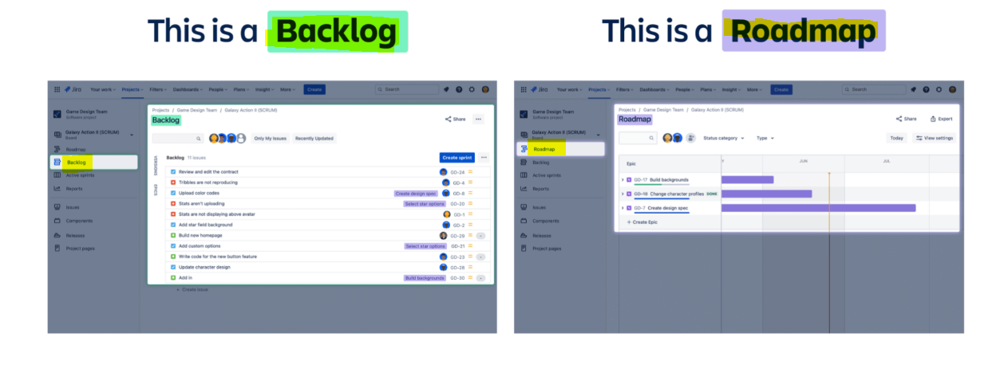 This is a Backlog
This is a Roadmap
Jira Your work Projects Filters Dashboards People Plans Insight More Create Search
Game Design Team
Software project
Galaxy Action II (SCRUM)
Board
Roadmap
Backlog
Active sprints
Reports
Issues
Components
Releases
Project pages
Projects / Game Design Team / Galaxy Action II (SCRUM)
Backlog
Share
Only My Issues Recently Updated
VERSIONS
EPICS
Backlog 11 issues Create sprint
Review and edit the contract GD-24
Tribbles are not reproducing GD-4
Upload color codes Create design spec GD-8
Stats aren't uploading Select star options GD-20
Stats are not displaying above avatar GD-1
Add star field background GD-2
Build new homepage GD-29
Add custom options Select star options GD-21
Write code for the new button feature GD-23
Update character design GD-28
Add in Build backgrounds GD-30
+ Create issue
Jira Your work Projects Filters Dashboards People Plans Insight More Create Search
Game Design Team
Software project
Galaxy Action II (SCRUM)
Board
Roadmap
Backlog
Active sprints
Reports
Issues
Components
Releases
Project pages
Projects / Game Design Team / Galaxy Action II (SCRUM)
Roadmap
Share Export
Status category Type Today View settings
Epic JUN JUL
GD-17 Build backgrounds
GD-18 Change character profiles DONE
GD-7 Create design spec
+ Create Epic